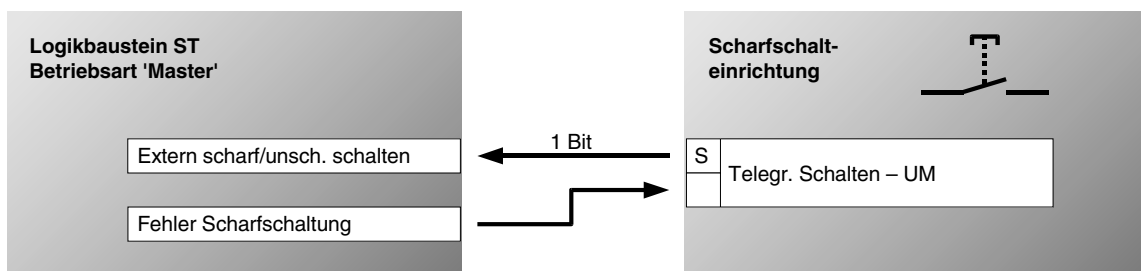 Logikbaustein ST
Betriebsart 'Master'
Extern scharf/unsch. schalten
Fehler Scharfschaltung
1 Bit
Scharfschalt-
einrichtung
S
Telegr. Schalten – UM